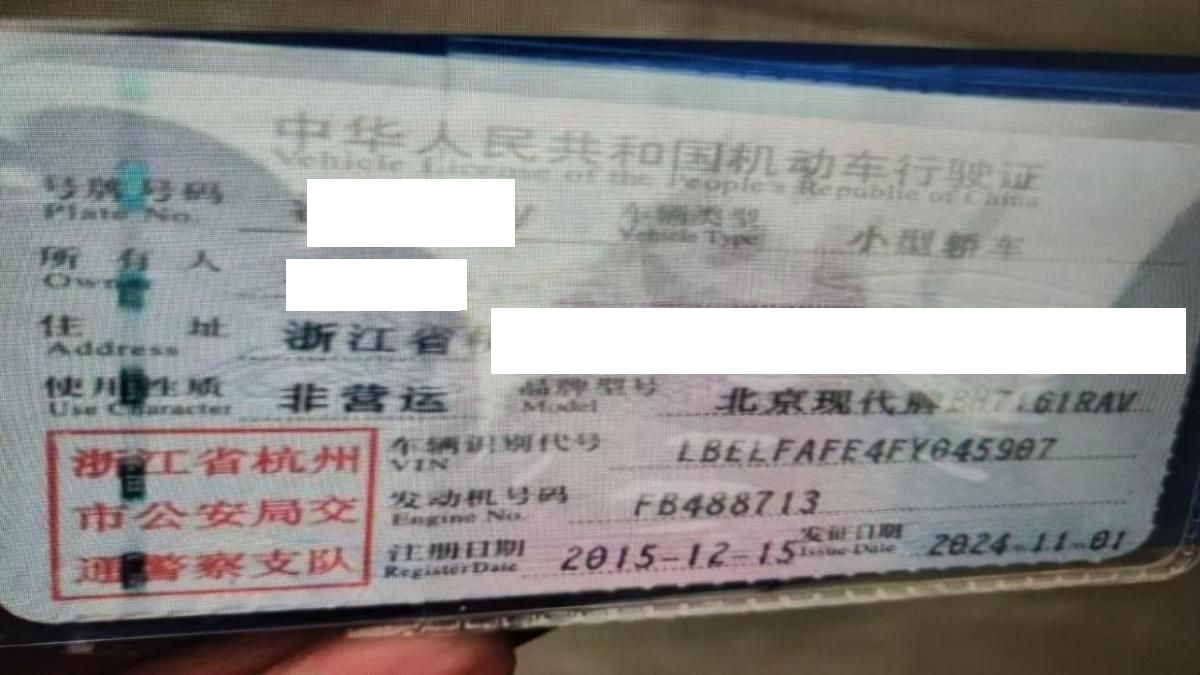 中华人民共和国机动车行驶证
Vehicle License of the People's Republic of China
号牌号码 车辆类型 小型轿车
Plate No. Vehicle Type
所有人
Owner
住址 浙江省
Address
使用性质 非营运 品牌型号 北京现代牌
Use Character Model
车辆识别代号 LBELFAFE4FY045907
VIN
发动机号码 FB488713
Engine No.
注册日期 2015-12-15 发证日期 2024-11-01
Register Date Issue Date
浙江省杭州
市公安局交
通警察支队